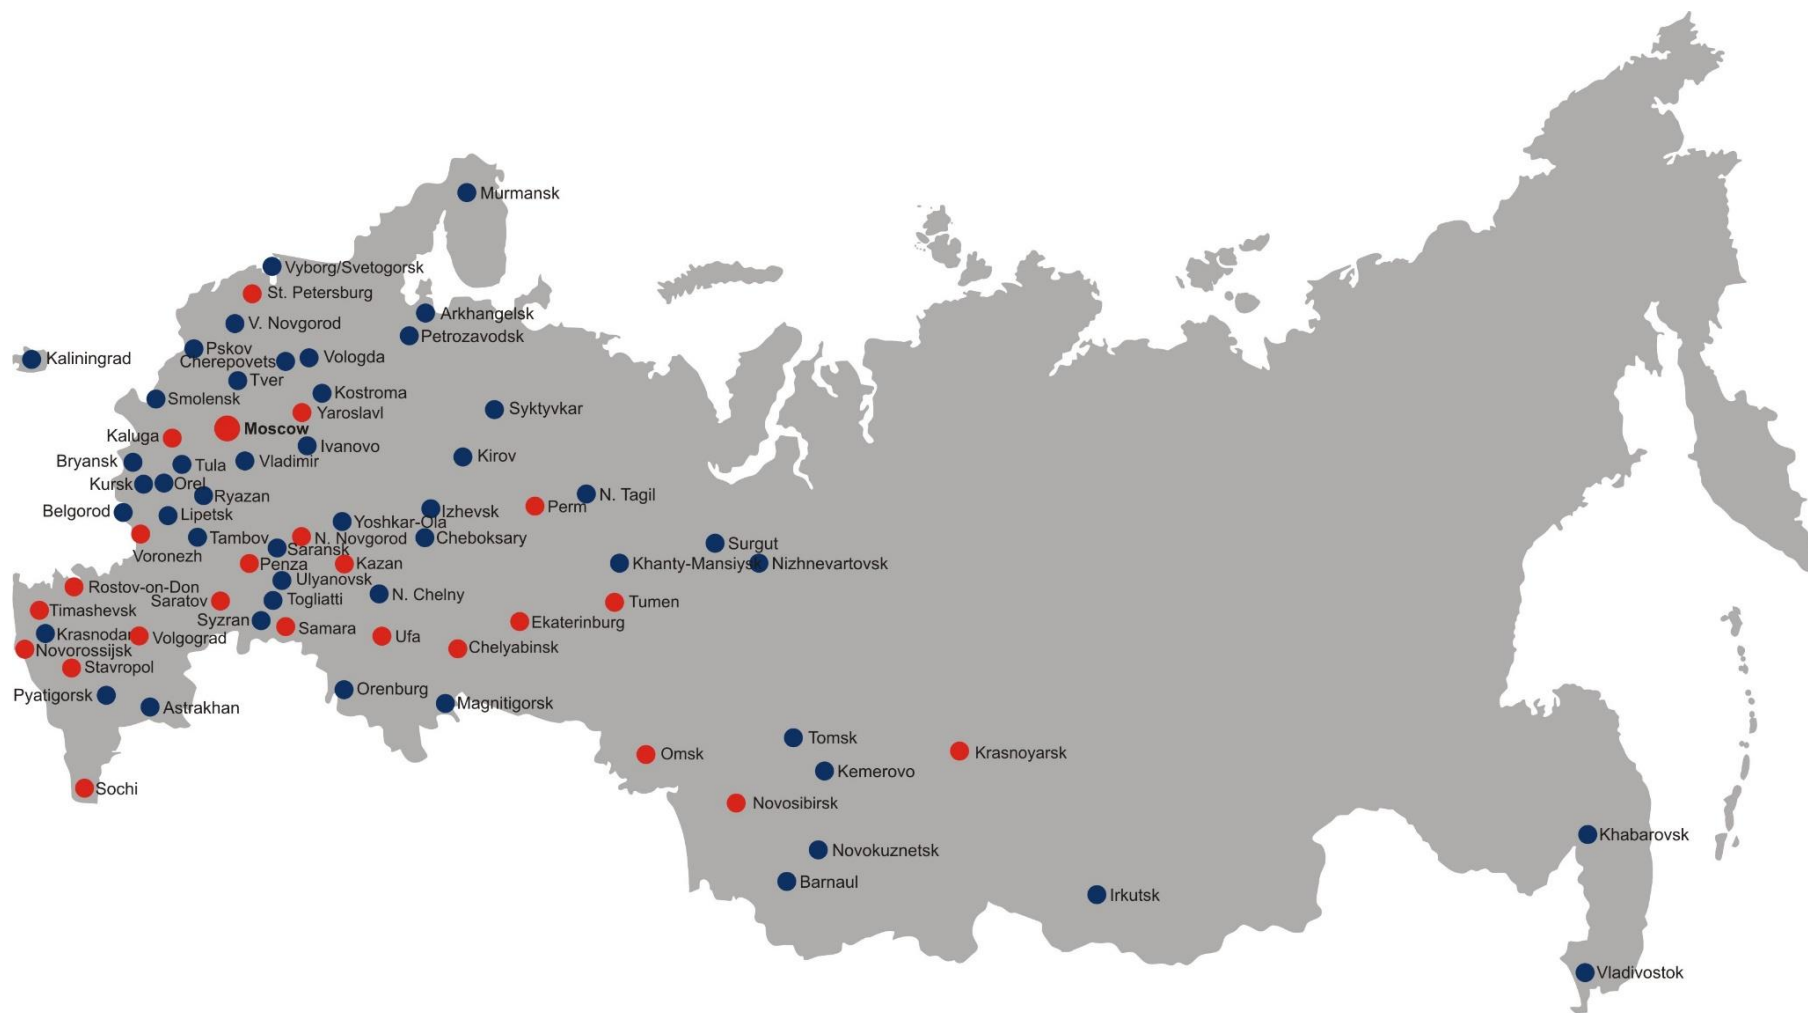 Murmansk
Vyborg/Svetogorsk
St. Petersburg
Arkhangelsk
V. Novgorod
Petrozavodsk
Pskov
Kaliningrad
Vologda
Cherepovets
Tver
Kostroma
Smolensk
Syktyvkar
Yaroslavl
Moscow
Kaluga
Ivanovo
Kirov
Bryansk
Vladimir
Tula
Kursk
Orel
N. Tagil
Ryazan
Perm
Belgorod
Izhevsk
Lipetsk
Yoshkar-Ola
Tambov
N. Novgorod
Cheboksary
Surgut
Saransk
Voronezh
Penza
Kazan
Khanty-Mansiysk
Nizhnevartovsk
Ulyanovsk
Rostov-on-Don
N. Chelny
Saratov
Togliatti
Tumen
Timashevsk
Syzran
Ekaterinburg
Samara
Krasnodar
Volgograd
Ufa
Novorossijsk
Chelyabinsk
Stavropol
Orenburg
Pyatigorsk
Magnitigorsk
Astrakhan
Tomsk
Omsk
Krasnoyarsk
Kemerovo
Sochi
Novosibirsk
Khabarovsk
Novokuznetsk
Barnaul
Irkutsk
Vladivostok